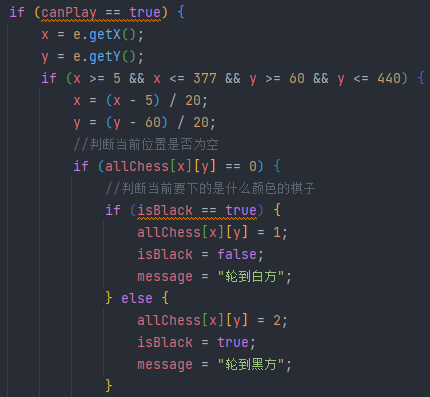 if (canPlay == true) {
    x = e.getX();
    y = e.getY();
    if (x >= 5 && x <= 377 && y >= 60 && y <= 440) {
        x = (x - 5) / 20;
        y = (y - 60) / 20;
        //判断当前位置是否为空
        if (allChess[x][y] == 0) {
            //判断当前要下的是什么颜色的棋子
            if (isBlack == true) {
                allChess[x][y] = 1;
                isBlack = false;
                message = "轮到白方";
            } else {
                allChess[x][y] = 2;
                isBlack = true;
                message = "轮到黑方";
            }